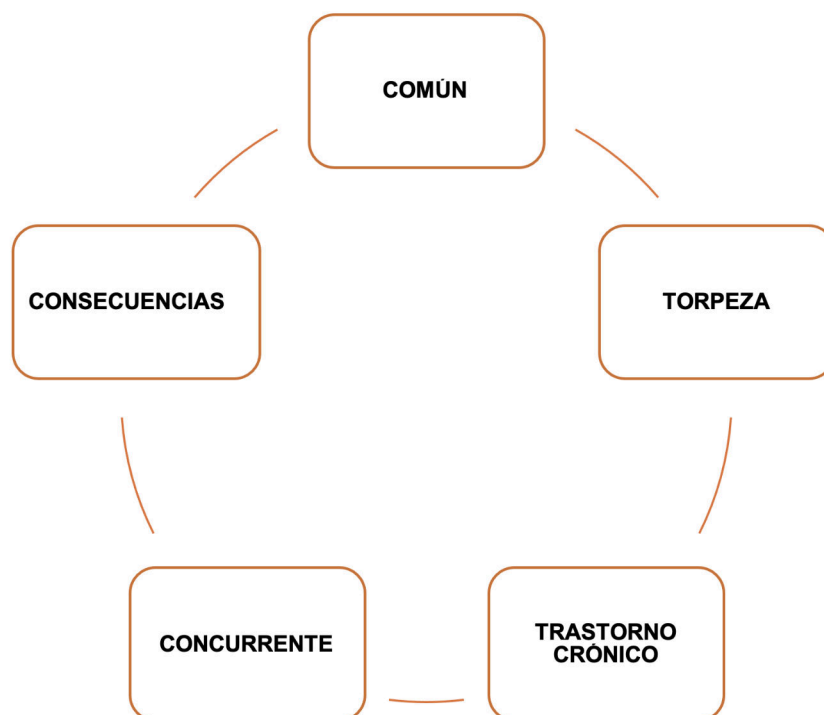 COMÚN
TORPEZA
TRASTORNO
CRÓNICO
CONCURRENTE
CONSECUENCIAS